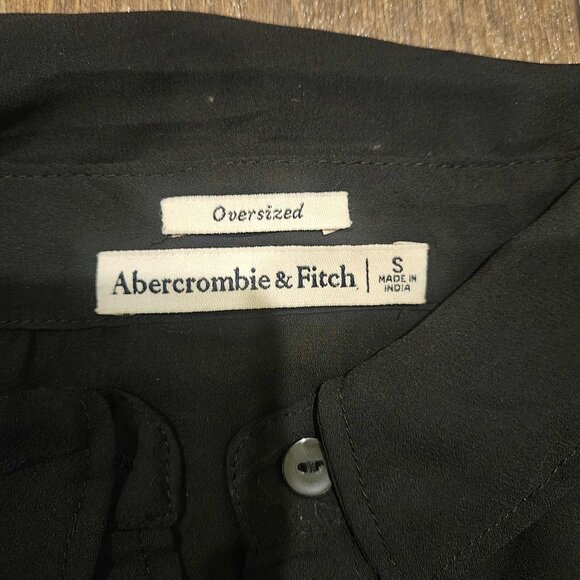 Oversized
Abercrombie & Fitch
S
MADE IN
INDIA